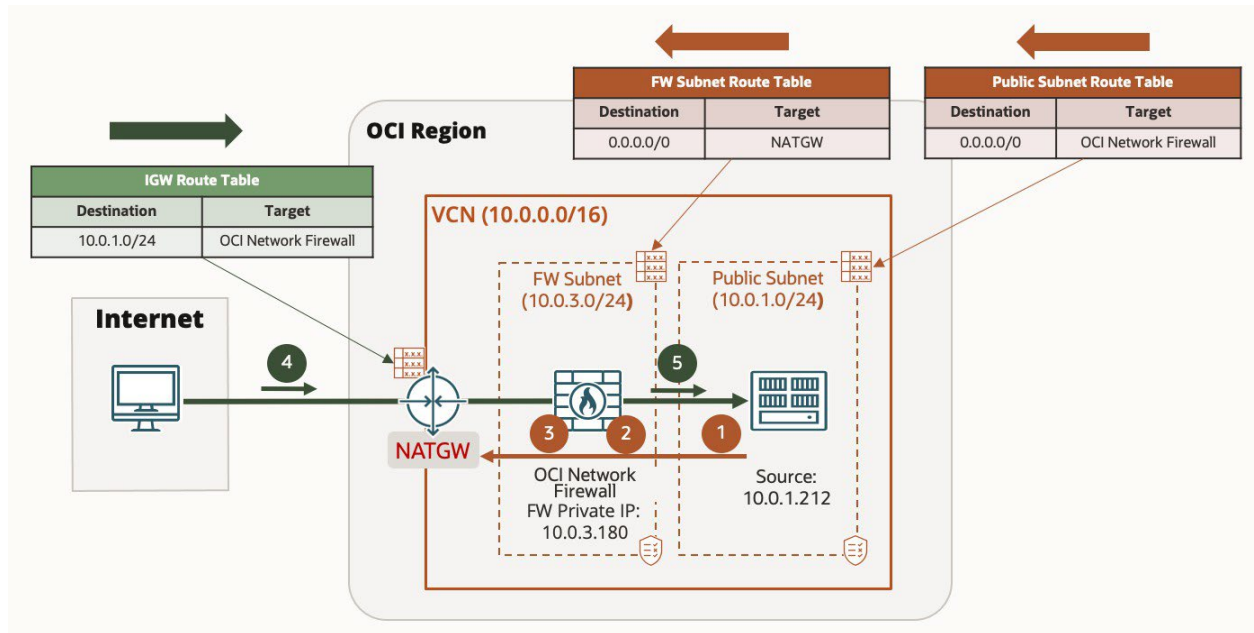 FW Subnet Route Table
Destination Target
0.0.0.0/0 NATGW
Public Subnet Route Table
Destination Target
0.0.0.0/0 OCI Network Firewall
OCI Region
IGW Route Table
Destination Target
10.0.1.0/24 OCI Network Firewall
VCN (10.0.0.0/16)
FW Subnet
(10.0.3.0/24)
Public Subnet
(10.0.1.0/24)
Internet
4
5
3
2
1
NATGW
OCI Network
Firewall
FW Private IP:
10.0.3.180
Source:
10.0.1.212